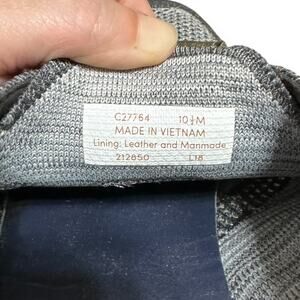 C27764 10½M
MADE IN VIETNAM
Lining: Leather and Manmade
212650 L18